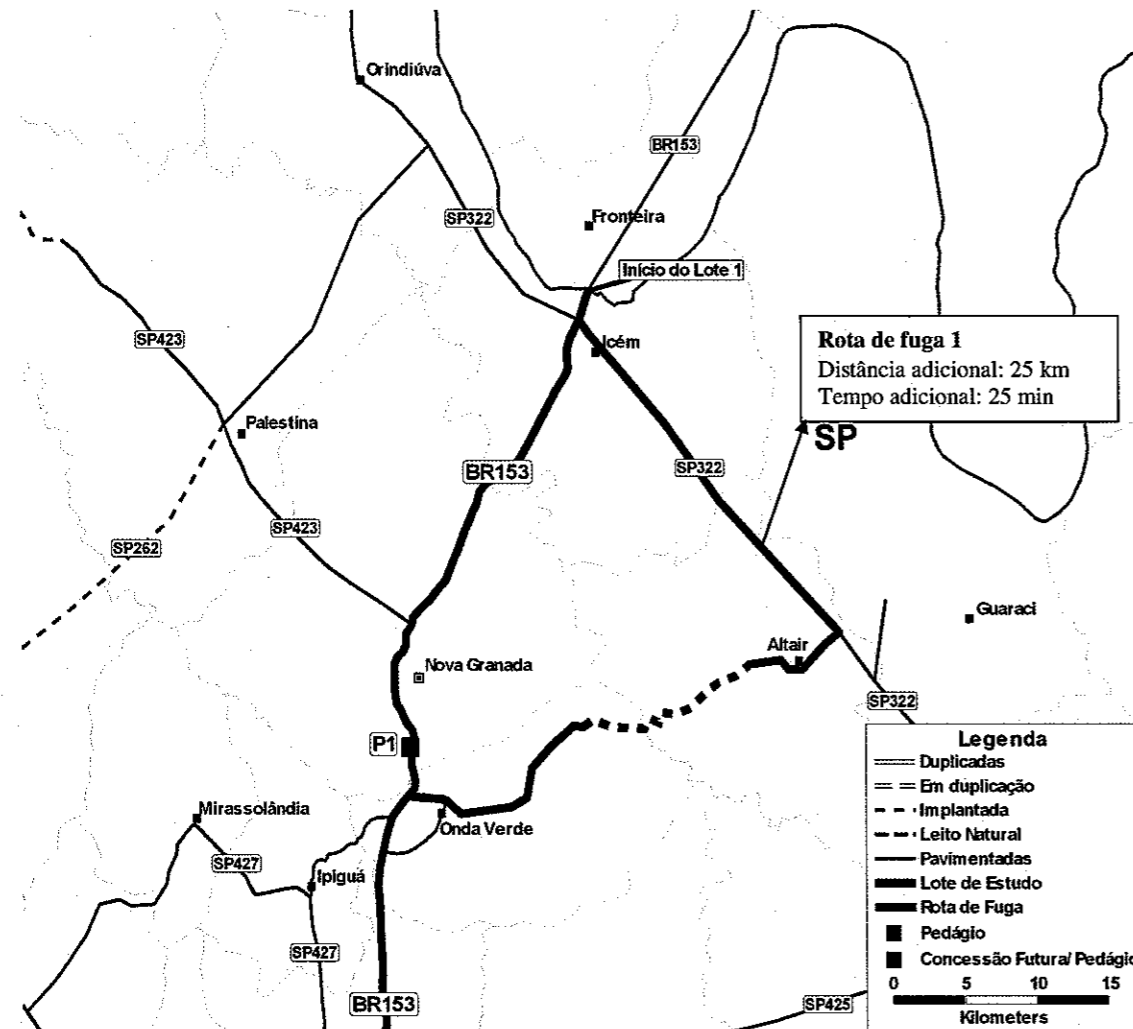 Orindiúva
BR153
SP322
Fronteira
Início do Lote 1
SP423
Icém
Rota de fuga 1
Distância adicional: 25 km
Tempo adicional: 25 min
SP
Palestina
BR153
SP322
SP423
SP262
Guaraci
Altair
Nova Granada
SP322
P1
Mirassolândia
Onda Verde
SP427
Ipiguá
SP427
BR153
SP425
Legenda
Duplicadas
Em duplicação
Implantada
Leito Natural
Pavimentadas
Lote de Estudo
Rota de Fuga
Pedágio
Concessão Futura/ Pedágio
0 5 10 15
Kilometers